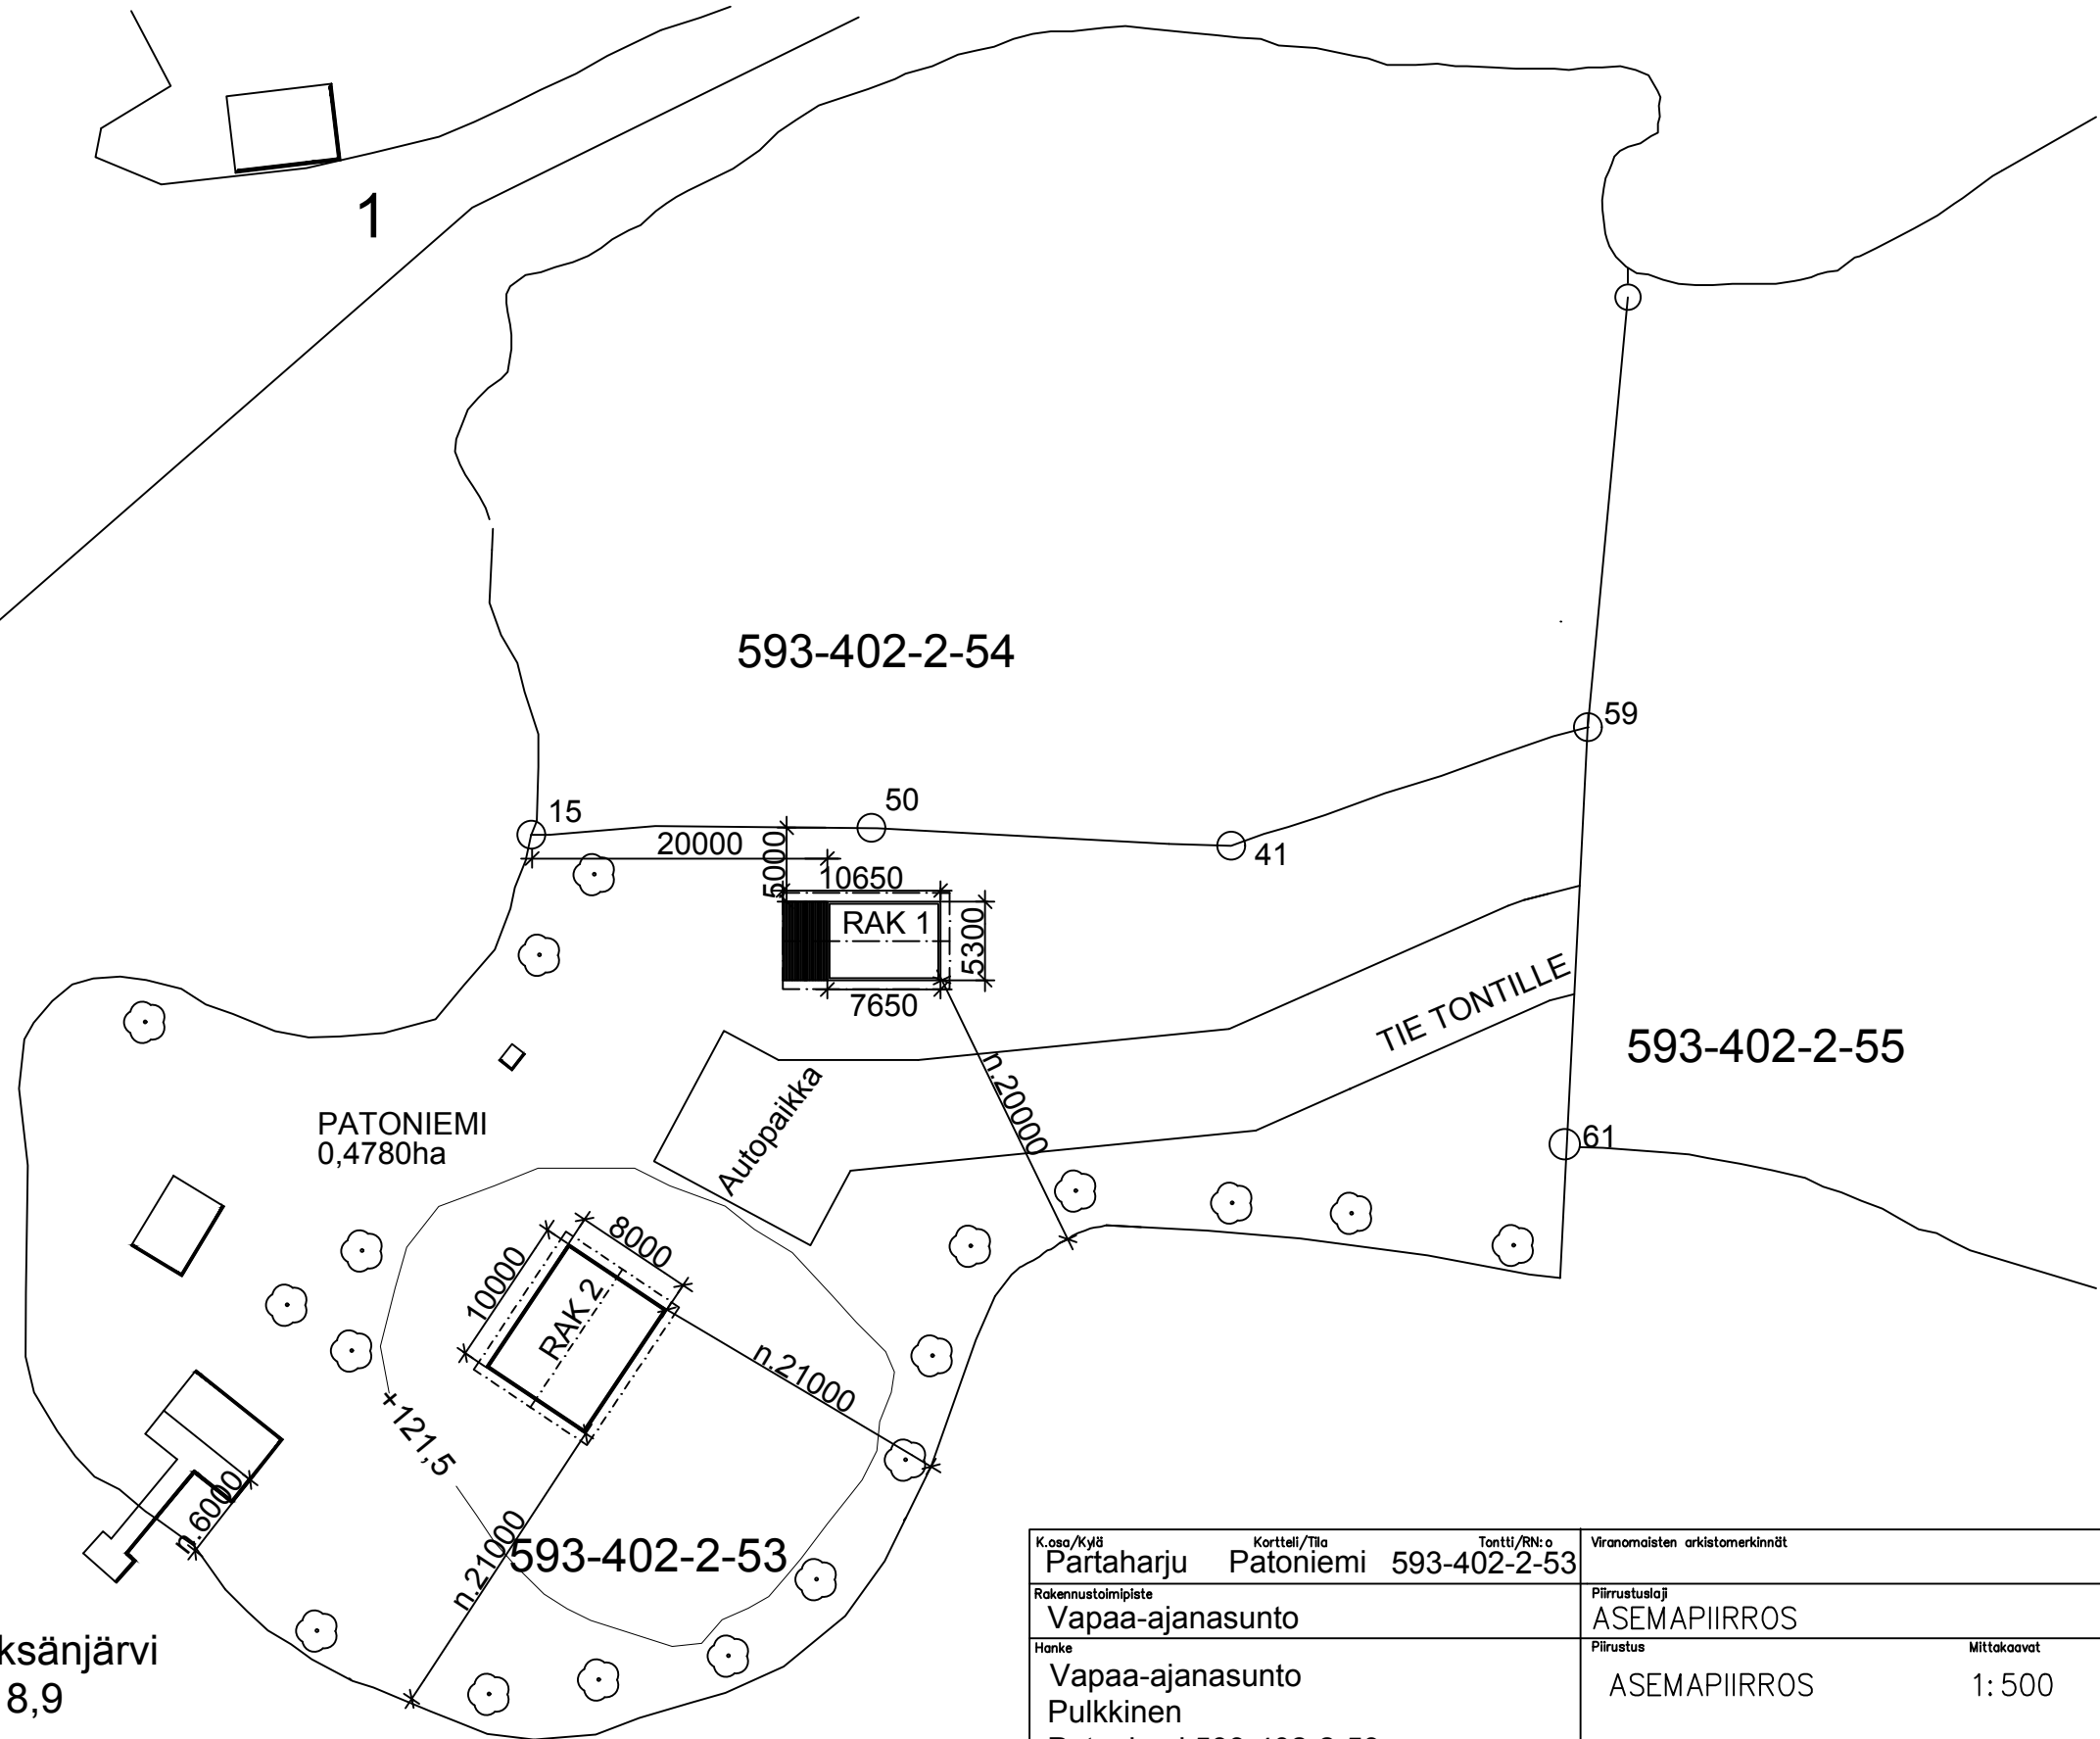 1
593-402-2-54
59
15
50
20000
5000
41
10650
RAK 1
5300
7650
TIE TONTILLE
593-402-2-55
n.20000
Autopaikka
61
PATONIEMI
0,4780ha
8000
10000
RAK 2
n.21000
+121,5
n.6000
n.21000
593-402-2-53
ksänjärvi
8,9
K.osa/Kylä Kortteli/Tila Tontti/RN:o Viranomaisten arkistomerkinnät
Partaharju Patoniemi 593-402-2-53
Rakennustoimipiste Piirrustuslaji
Vapaa-ajanasunto ASEMAPIIRROS
Hanke Piirustus Mittakaavat
Vapaa-ajanasunto ASEMAPIIRROS 1:500
Pulkkinen